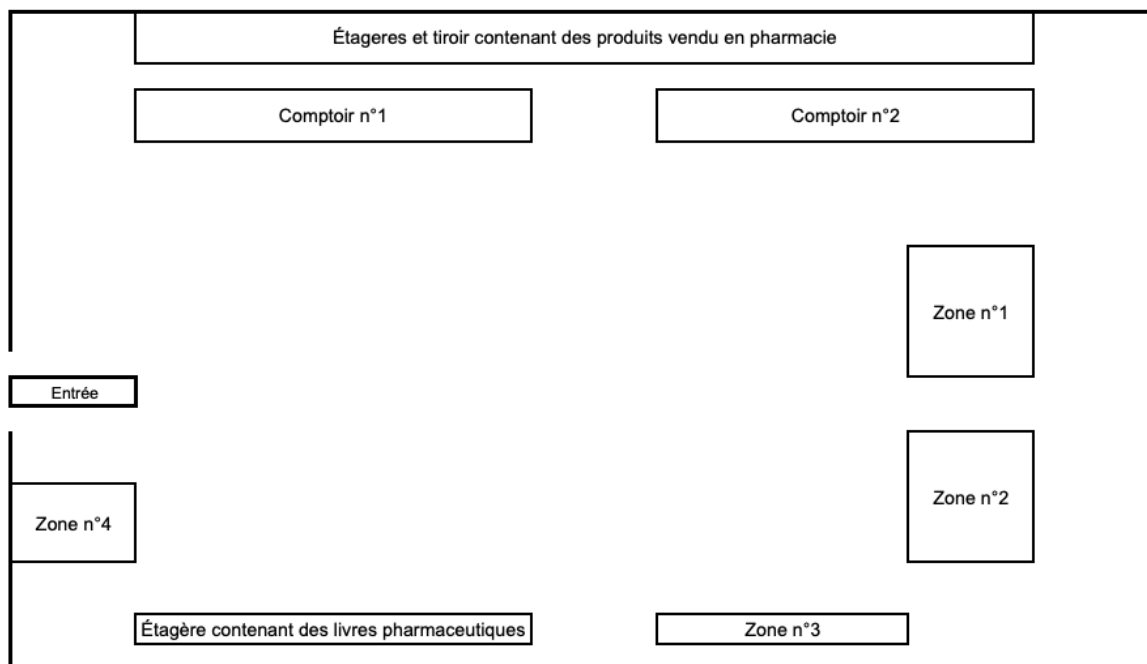 Étageres et tiroir contenant des produits vendu en pharmacie
Comptoir n°1
Comptoir n°2
Zone n°1
Entrée
Zone n°2
Zone n°4
Étagère contenant des livres pharmaceutiques
Zone n°3